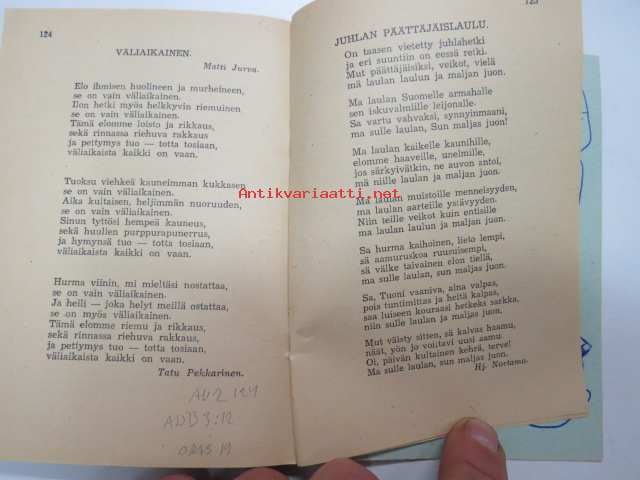 124
VÄLIAIKAINEN.
Matti Jurva.
Elo ihmisen huolineen ja murheineen,
se on vain väliaikainen.
Ilon hetki myös helkkyvin riemuinen
se on vain väliaikainen.
Tämä elomme loisto ja rikkaus,
sekä rinnassa riehuva rakkaus,
ja pettymys tuo — totta tosiaan,
väliaikaista kaikki on vaan.
Tuoksu viehkeä kauneimman kukkasen
se on vain väliaikainen.
Aika kultaisen, heljimmän nuoruuden,
se on vain väliaikainen.
Sinun tyttösi hempeä kauneus,
sekä huullen purppurapunerrus,
ja hymynsä tuo — totta tosiaan,
väliaikaista kaikki on vaan.
Hurma viinin, mi mieltäsi nostattaa,
se on vain väliaikainen.
Ja heili — joka helyt meillä ostattaa,
se on myös väliaikainen.
Tämä elomme riemu ja rikkaus,
sekä rinnassa riehuva rakkaus,
ja pettymys tuo — totta tosiaan,
väliaikaista kaikki on vaan.
Tatu Pekkarinen.
125
JUHLAN PÄÄTTÄJÄISLAULU.
On taasen vietetty juhlahetki
ja eri suuntiin on eessä retki.
Mut päättäjäisiksi, veikot, vielä
mä laulan laulun ja maljan juon.
Ma laulan Suomelle armahalle
sen iskuvalmiille leijonalle.
Sa vartu vahvaksi, synnyinmaani,
ma sulle laulan, Sun maljas juon!
Ma laulan kaikelle kaunihille,
elomme haaveille, unelmille,
jos särkyivätkin, ne auvon antoi,
mä niille laulan ja maljan juon.
Ma laulan muistoille menneisyyden,
ma laulan aarteille ystävyyden.
Niin teille veikot kuin entisille
ma laulan laulun ja maljan juon.
Sa hurma kaihoinen, lielo lempi,
sä aamuruskoa ruusuisempi,
sä välke taivainen elon tiellä,
ma sulle laulan, sun maljas juon.
Sa, Tuoni vaaniva, aina valpas,
pois tuntimittas ja heitä kalpas,
saa luiseen kouraasi hetkeks sarkka,
niin sulle laulan ja maljan juon.
Mut väisty sitten, sä kalvas haamu,
näät, yön jo voittavi uusi aamu.
Oi, päivän kultainen kehrä, terve!
Ma sulle laulan, sun maljas juon.
Hj. Nortamo.
Antikvariaatti.net